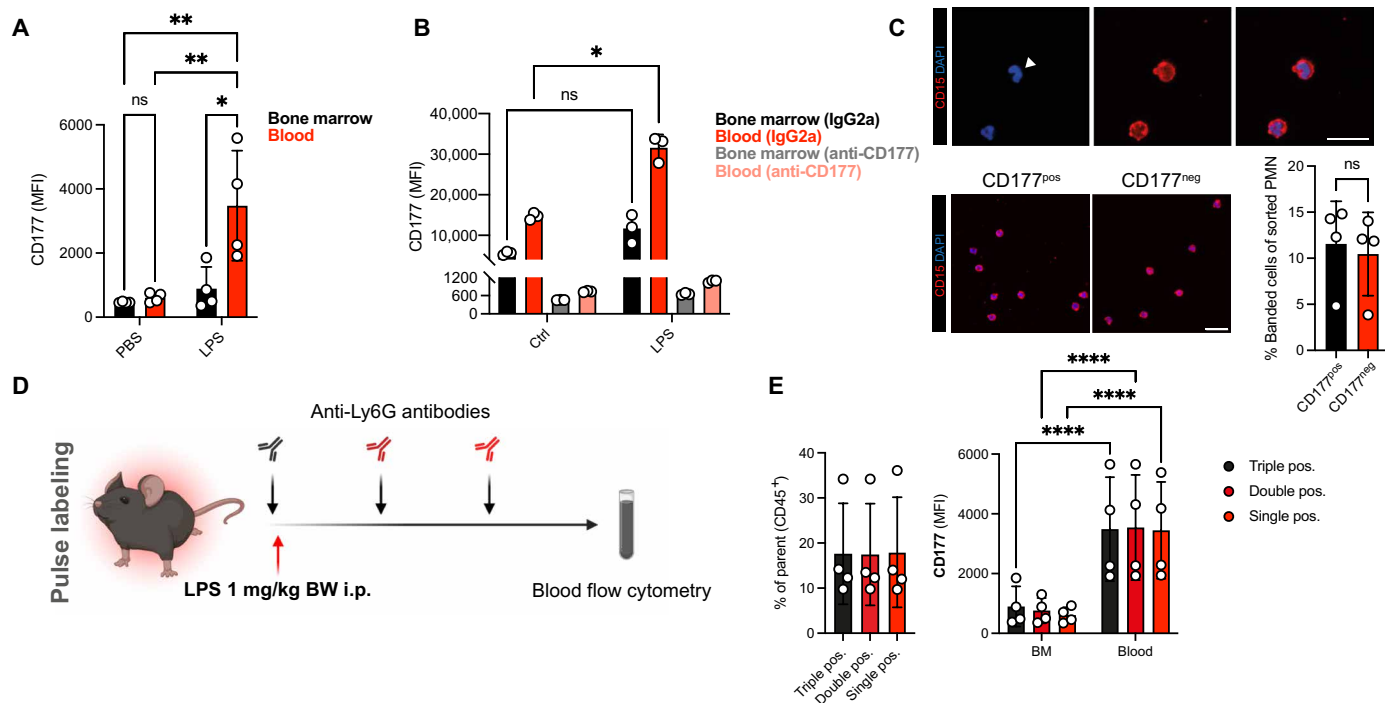 A
**
**
ns
*
6000
4000
2000
0
CD177 (MFI)
PBS
LPS
Bone marrow
Blood
B
*
ns
40,000
30,000
20,000
10,000
1200
600
0
CD177 (MFI)
Ctrl
LPS
Bone marrow (IgG2a)
Blood (IgG2a)
Bone marrow (anti-CD177)
Blood (anti-CD177)
C
CD15 DAPI
CD177pos
CD177neg
CD15 DAPI
ns
20
15
10
5
0
% Banded cells of sorted PMN
CD177pos
CD177neg
D
Pulse labeling
Anti-Ly6G antibodies
LPS 1 mg/kg BW i.p.
Blood flow cytometry
E
40
30
20
10
0
% of parent (CD45+)
Triple pos.
Double pos.
Single pos.
****
****
****
6000
4000
2000
0
CD177 (MFI)
BM
Blood
Triple pos.
Double pos.
Single pos.